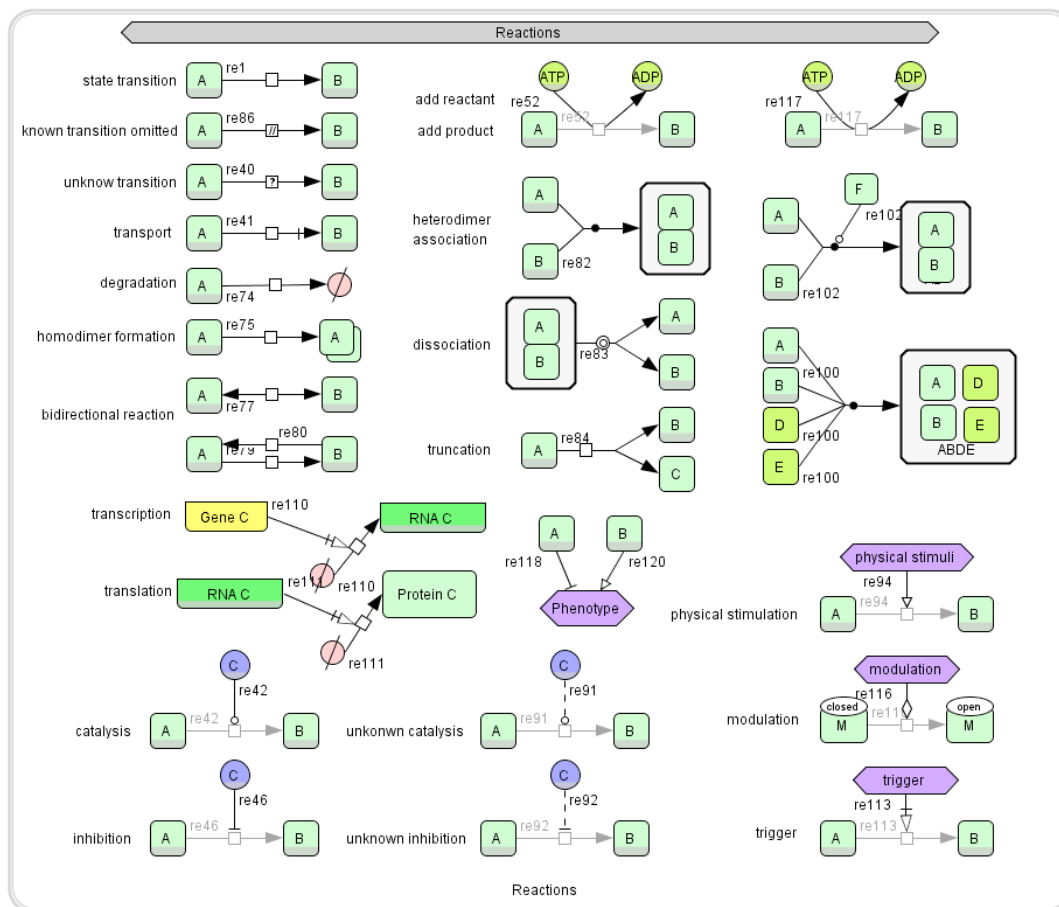 Reactions
state transition A re1 B
known transition omitted A re86 // B
unknow transition A re40 ? B
transport A re41 B
degradation A re74
homodimer formation A re75 A
bidirectional reaction A re77 B
A re80 re79 B
add reactant ATP ADP
re52
add product A re52 B
ATP ADP
re117
A re117 B
heterodimer
association
A
B re82
A
B
F
A re102
B re102
A
B
dissociation
A
B
re83
A
B
A re100
B
D re100
E re100
A D
B E
ABDE
truncation A re84 B
C
transcription Gene C re110 RNA C
re110
translation RNA C re111 Protein C
re111
A B
re118 re120
Phenotype
physical stimuli
re94
physical stimulation A re94 B
C
re42
catalysis A re42 B
C
re91
unkonwn catalysis A re91 B
modulation
re116
modulation closed M re11 open M
C
re46
inhibition A re46 B
C
re92
unknown inhibition A re92 B
trigger
re113
trigger A re113 B
Reactions